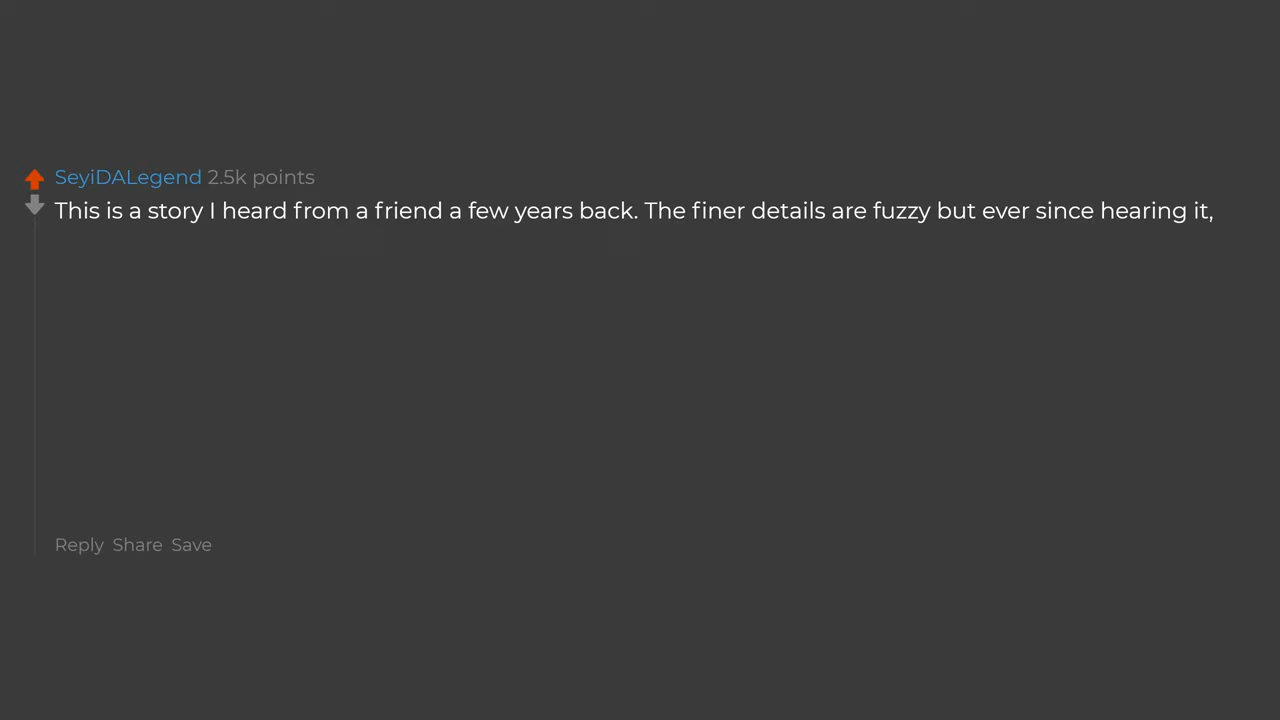 SeyiDALegend 2.5k points
This is a story I heard from a friend a few years back. The finer details are fuzzy but ever since hearing it,
Reply Share Save